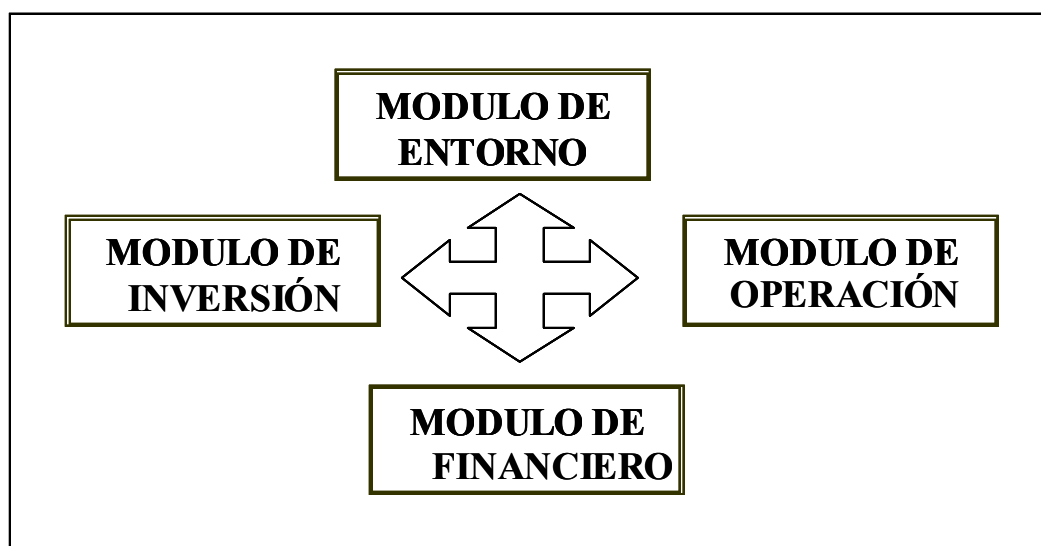 MODULO DE
ENTORNO
MODULO DE
INVERSIÓN
MODULO DE
OPERACIÓN
MODULO DE
FINANCIERO